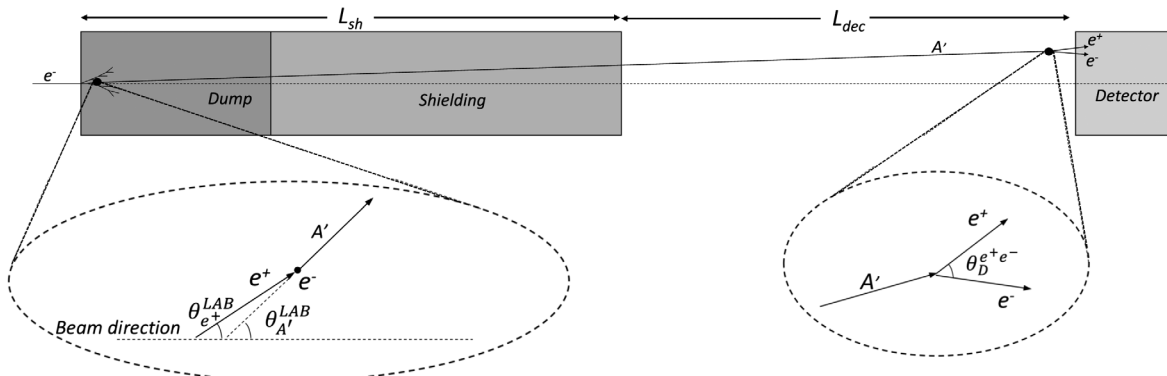 L_sh
L_dec
A'
e+
e-
e-
Dump
Shielding
Detector
A'
e+
e-
θ_{e+}^{LAB}
θ_{A'}^{LAB}
Beam direction
e+
θ_D^{e+e-}
A'
e-